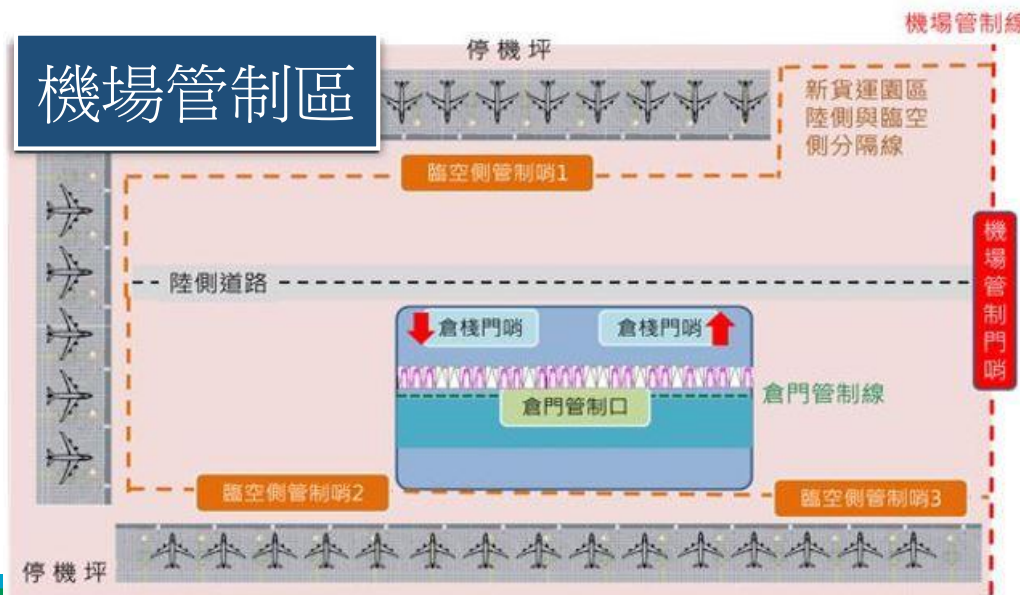 機場管制線
停機坪
機場管制區
新貨運園區
陸側與臨空
側分隔線
臨空側管制哨1
機場管制門哨
陸側道路
倉棧門哨
倉棧門哨
倉門管制線
倉門管制口
臨空側管制哨2
臨空側管制哨3
停機坪